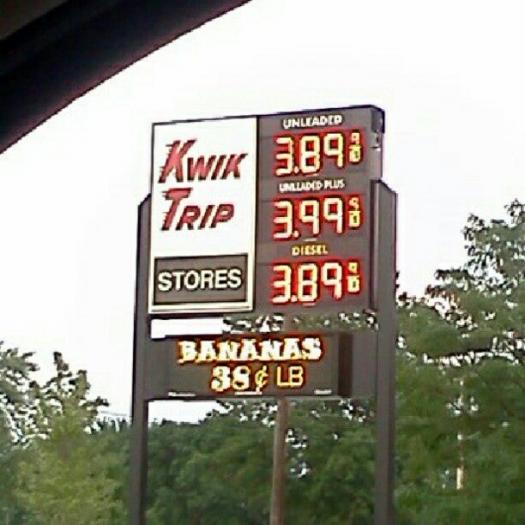 KWIK
TRIP
STORES
UNLEADED
3.89 9/10
UNLEADED PLUS
3.99 9/10
DIESEL
3.89 9/10
BANANAS
38¢ LB